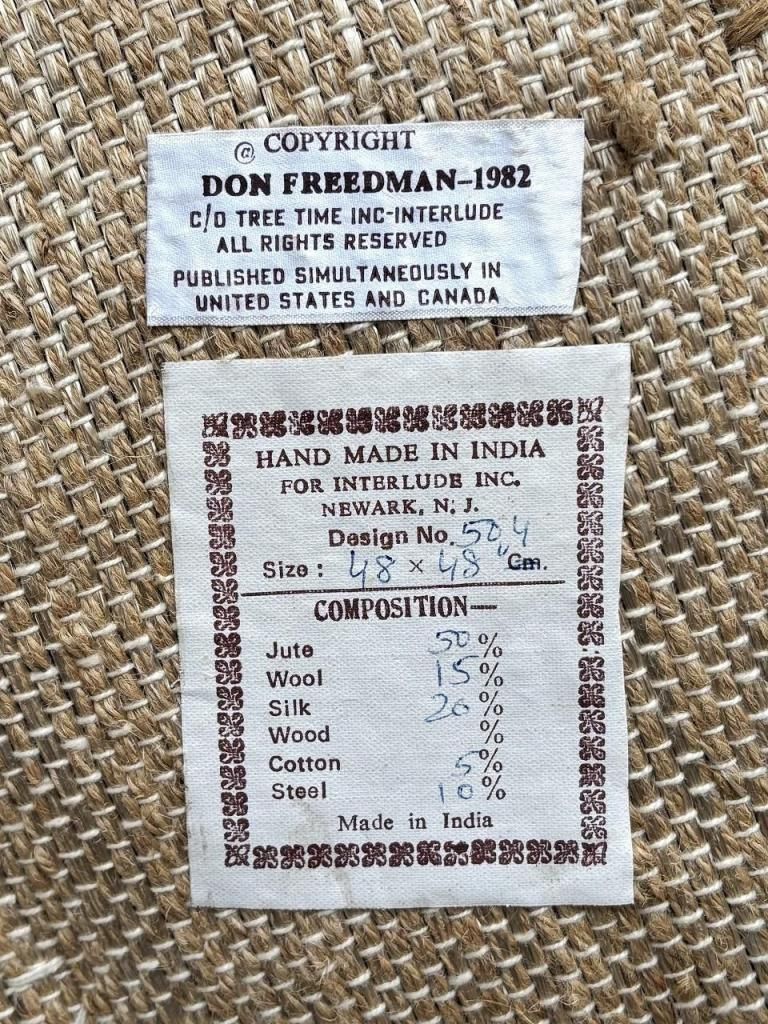 @ COPYRIGHT
DON FREEDMAN-1982
C/O TREE TIME INC-INTERLUDE
ALL RIGHTS RESERVED
PUBLISHED SIMULTANEOUSLY IN
UNITED STATES AND CANADA
HAND MADE IN INDIA
FOR INTERLUDE INC.
NEWARK, N. J.
Design No. 50,4
Size : 48 × 48" Cm.
COMPOSITION—
Jute 50 %
Wool 15 %
Silk 20 %
Wood %
Cotton 5 %
Steel 10 %
Made in India